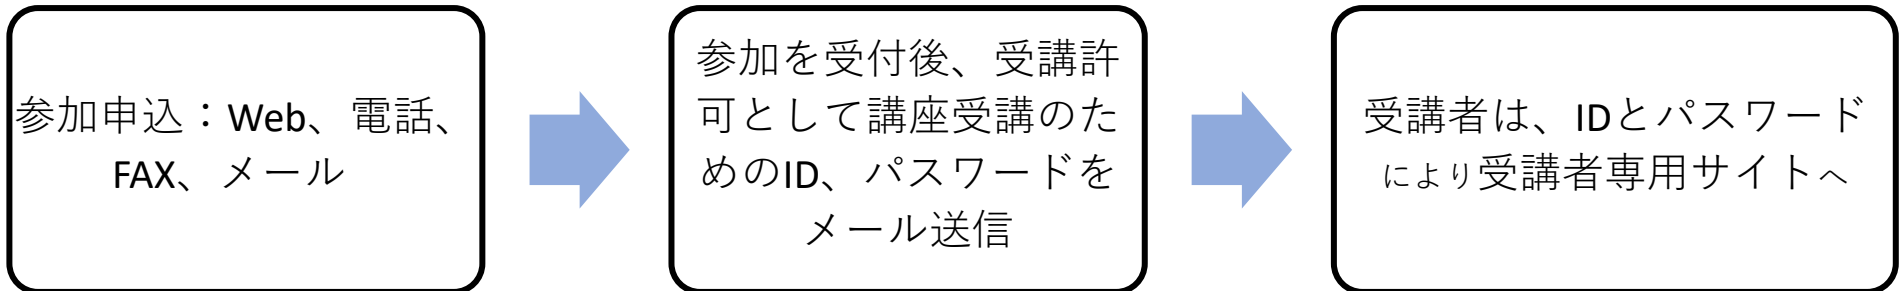 参加申込：Web、電話、
FAX、メール
参加を受付後、受講許
可として講座受講のた
めのID、パスワードを
メール送信
受講者は、IDとパスワード
により受講者専用サイトへ